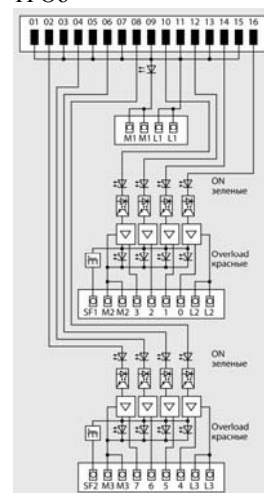 01 02 03 04 05 06 07 08 09 10 11 12 13 14 15 16
M1 M1 L1 L1
ON
зеленые
Overload
красные
SF1 M2 M2 3 2 1 0 L2 L2
ON
зеленые
Overload
красные
SF2 M3 M3 7 6 5 4 L3 L3